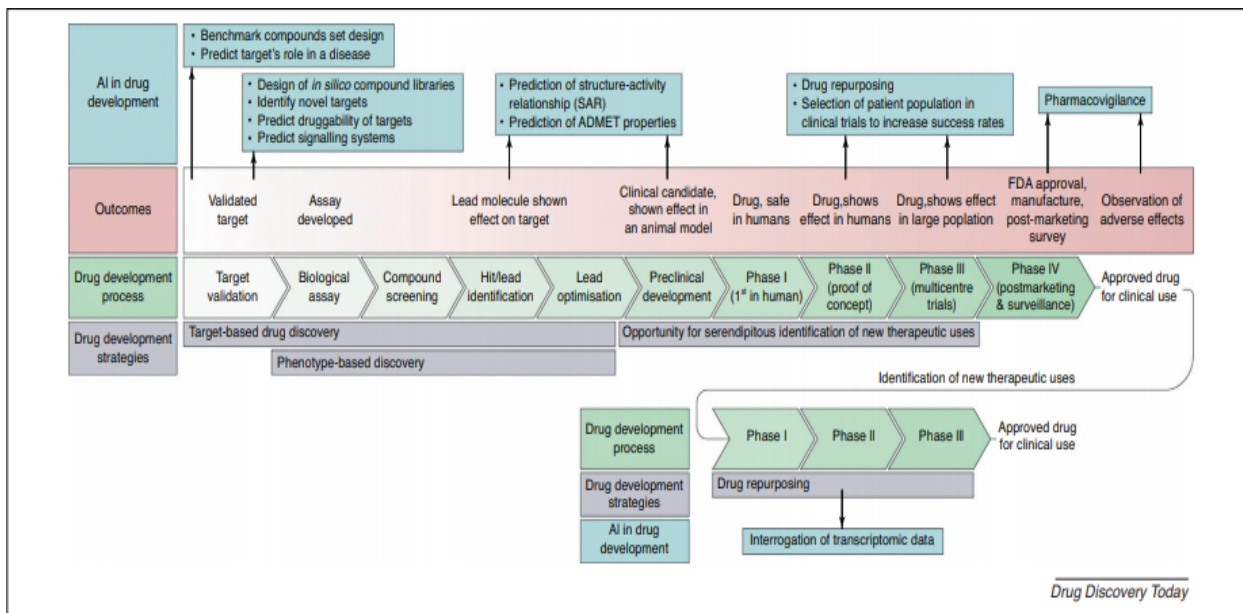 • Benchmark compounds set design
• Predict target's role in a disease
AI in drug
development
• Design of in silico compound libraries
• Identify novel targets
• Predict druggability of targets
• Predict signalling systems
• Prediction of structure-activity
relationship (SAR)
• Prediction of ADMET properties
• Drug repurposing
• Selection of patient population in
clinical trials to increase success rates
Pharmacovigilance
Outcomes
Validated
target
Assay
developed
Lead molecule shown
effect on target
Clinical candidate,
shown effect in
an animal model
Drug, safe
in humans
Drug,shows
effect in humans
Drug,shows effect
in large poplation
FDA approval,
manufacture,
post-marketing
survey
Observation of
adverse effects
Drug development
process
Target
validation
Biological
assay
Compound
screening
Hit/lead
identification
Lead
optimisation
Preclinical
development
Phase I
(1st in human)
Phase II
(proof of
concept)
Phase III
(multicentre
trials)
Phase IV
(postmarketing
& surveillance)
Approved drug
for clinical use
Drug development
strategies
Target-based drug discovery
Opportunity for serendipitous identification of new therapeutic uses
Phenotype-based discovery
Identification of new therapeutic uses
Drug development
process
Phase I
Phase II
Phase III
Approved drug
for clinical use
Drug development
strategies
Drug repurposing
AI in drug
development
Interrogation of transcriptomic data
Drug Discovery Today